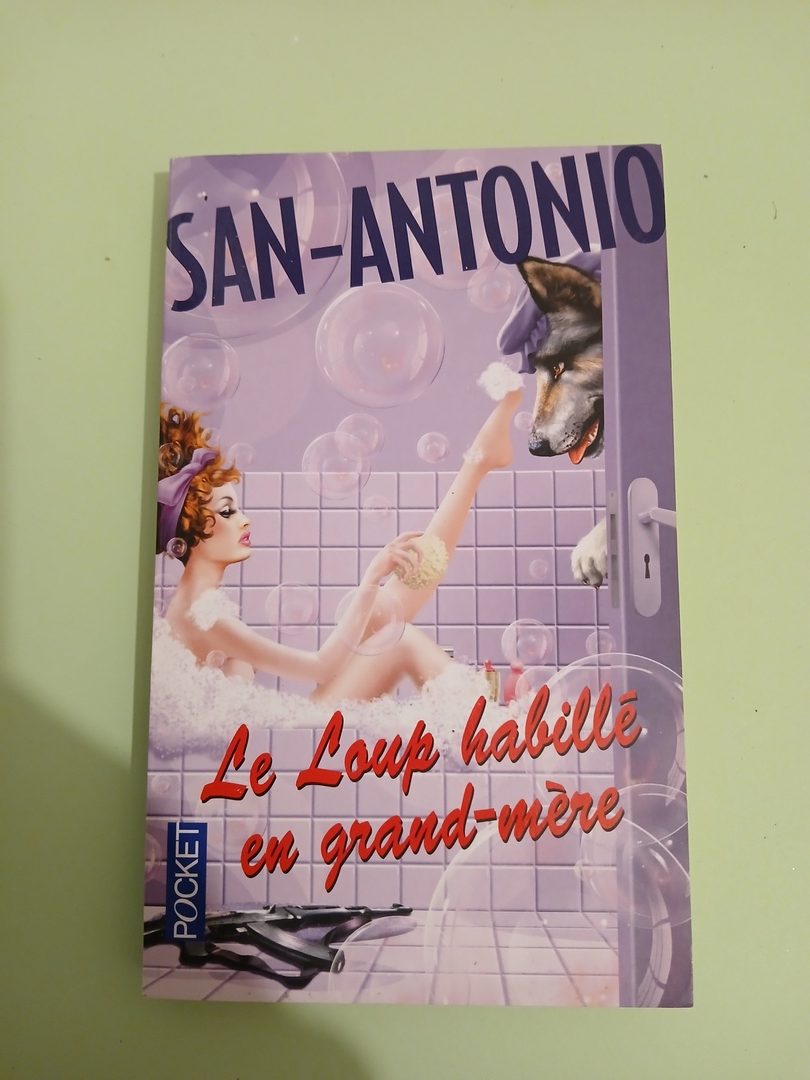 SAN-ANTONIO
Le Loup habillé
en grand-mère
POCKET